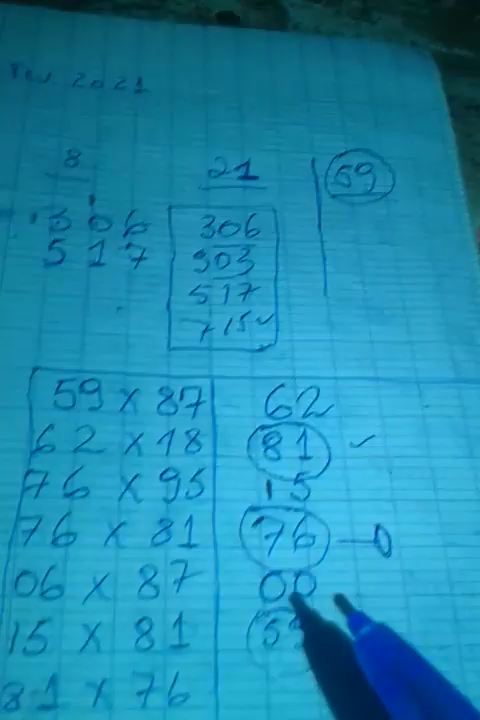 2021
8 21 59
306 306
517 903
517
715
59 x 87 62
62 x 18 81
76 x 95 15
76 x 81 76
06 x 87 00
15 x 81
81 x 76